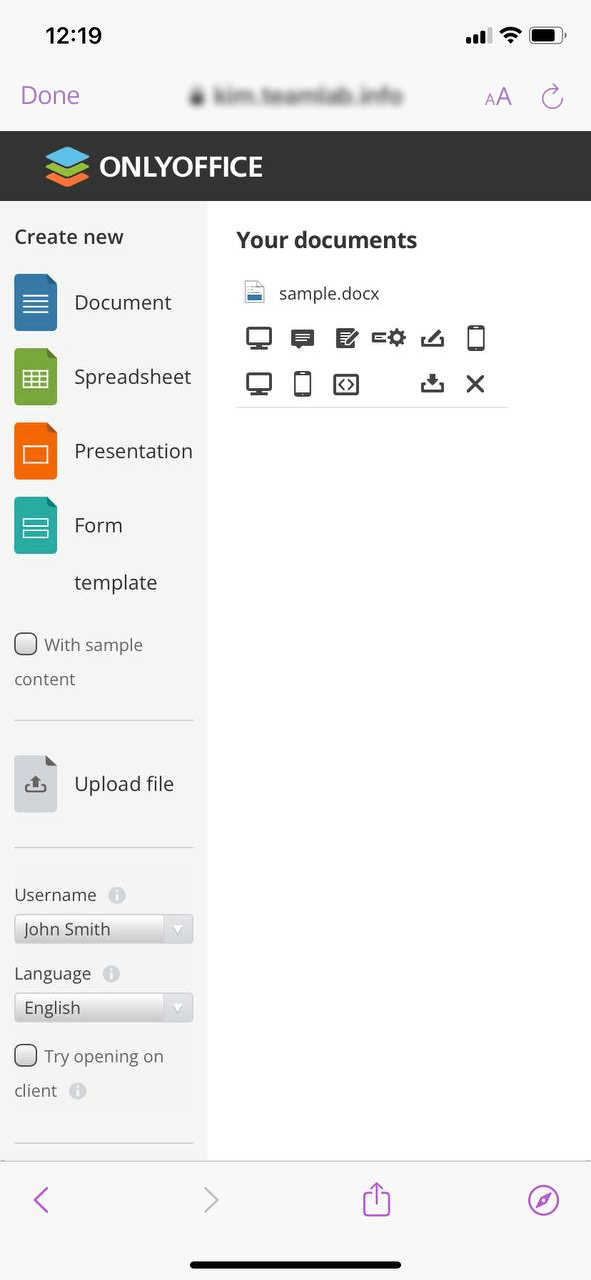 12:19
Done
AA
ONLYOFFICE
Create new
Document
Spreadsheet
Presentation
Form
template
With sample
content
Upload file
Username
John Smith
Language
English
Try opening on
client
Your documents
sample.docx